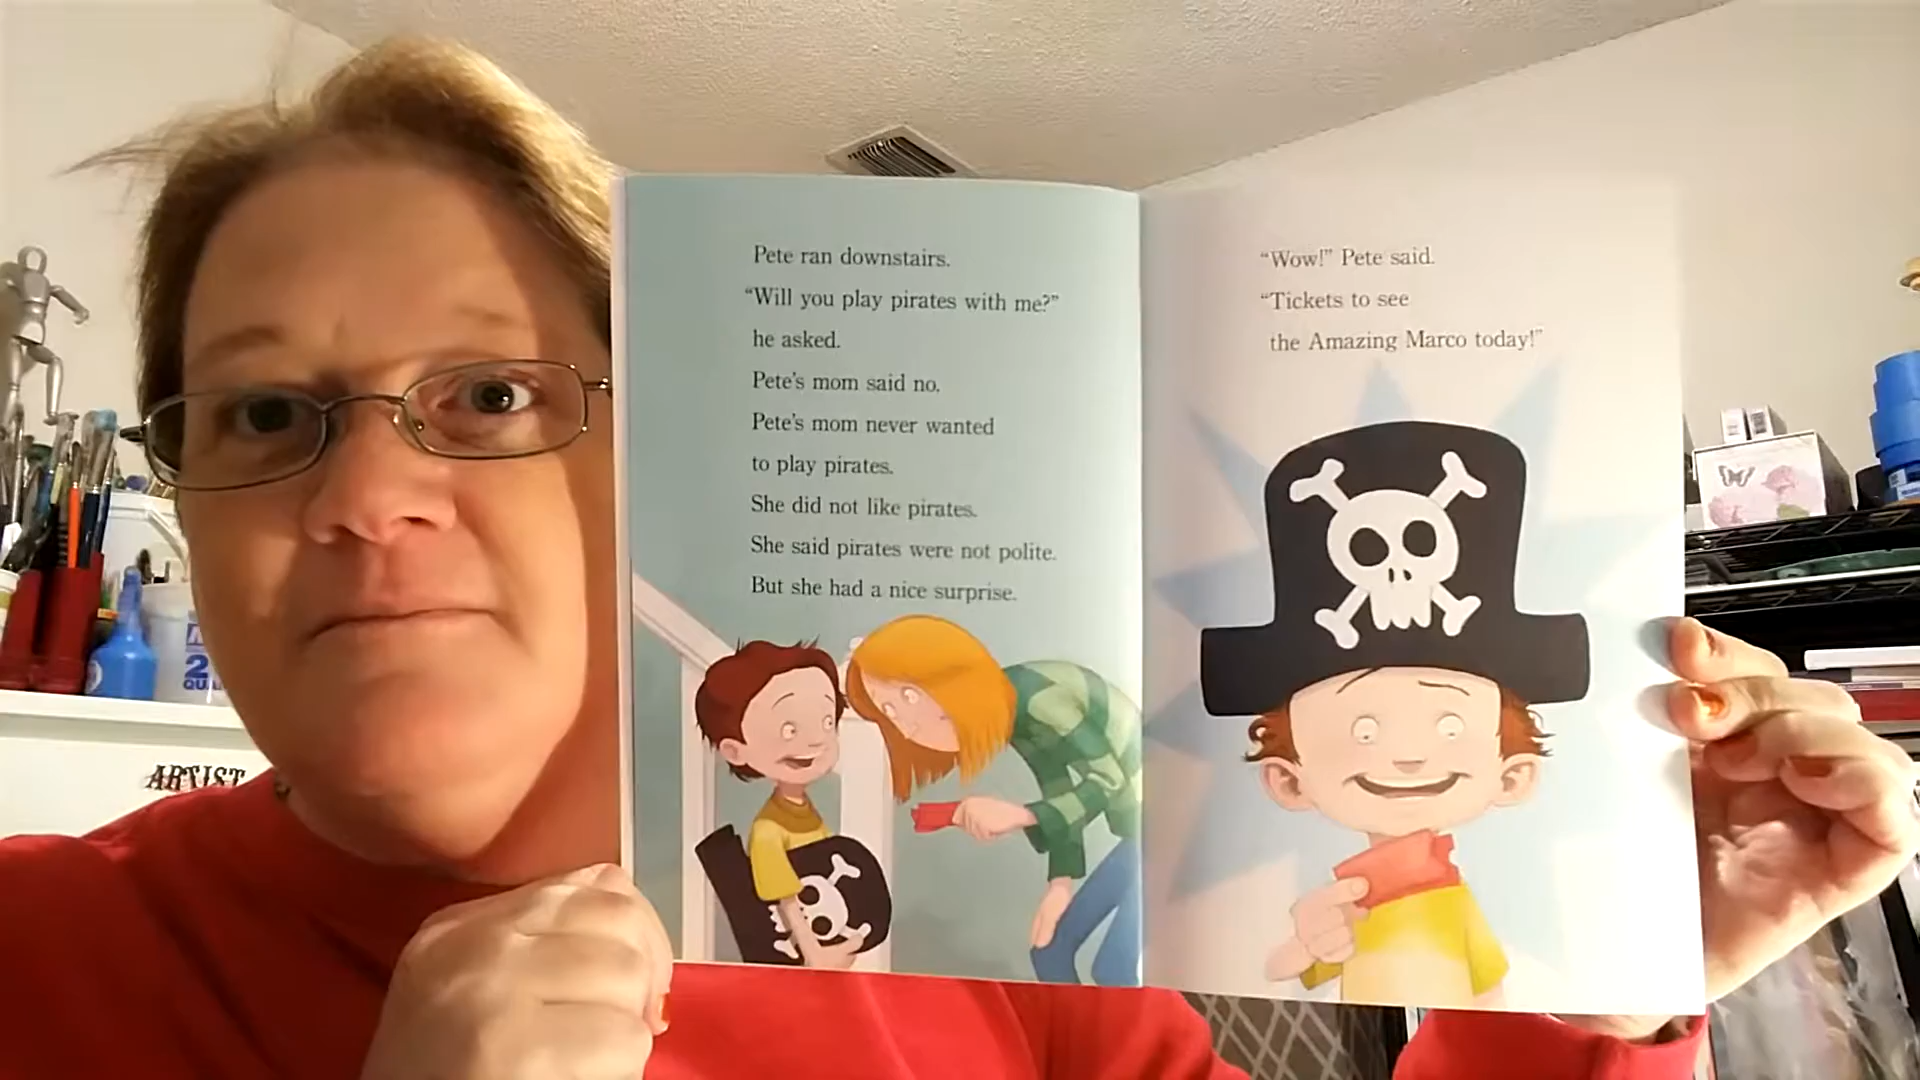 Pete ran downstairs.
“Will you play pirates with me?”
he asked.
Pete’s mom said no.
Pete’s mom never wanted
to play pirates.
She did not like pirates.
She said pirates were not polite.
But she had a nice surprise.
“Wow!” Pete said.
“Tickets to see
the Amazing Marco today!”
ARTIST
2
QUA